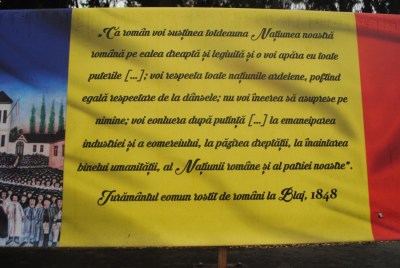 „Ca român voi susținea totdeauna Națiunea noastră
română pe calea dreaptă și legiuită și o voi apăra cu toate
puterile [...]; voi respecta toate națiunile ardelene, poftind
egală respectare de la dânsele; nu voi încerca să asupresc pe
nimine; voi conlucra după putință [...] la emanciparea
industriei și a comerciului, la păzirea dreptății, la înaintarea
binelui umanității, al Națiunii române și al patriei noastre".
Jurământul comun rostit de români la Blaj, 1848